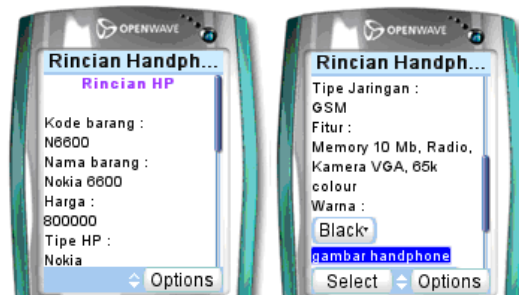 OPENWAVE
Rincian Handph...
Rincian HP
Kode barang :
N6600
Nama barang :
Nokia 6600
Harga :
800000
Tipe HP :
Nokia
Options
OPENWAVE
Rincian Handph...
Tipe Jaringan :
GSM
Fitur :
Memory 10 Mb, Radio,
Kamera VGA, 65k
colour
Warna :
Black
gambar handphone
Select Options